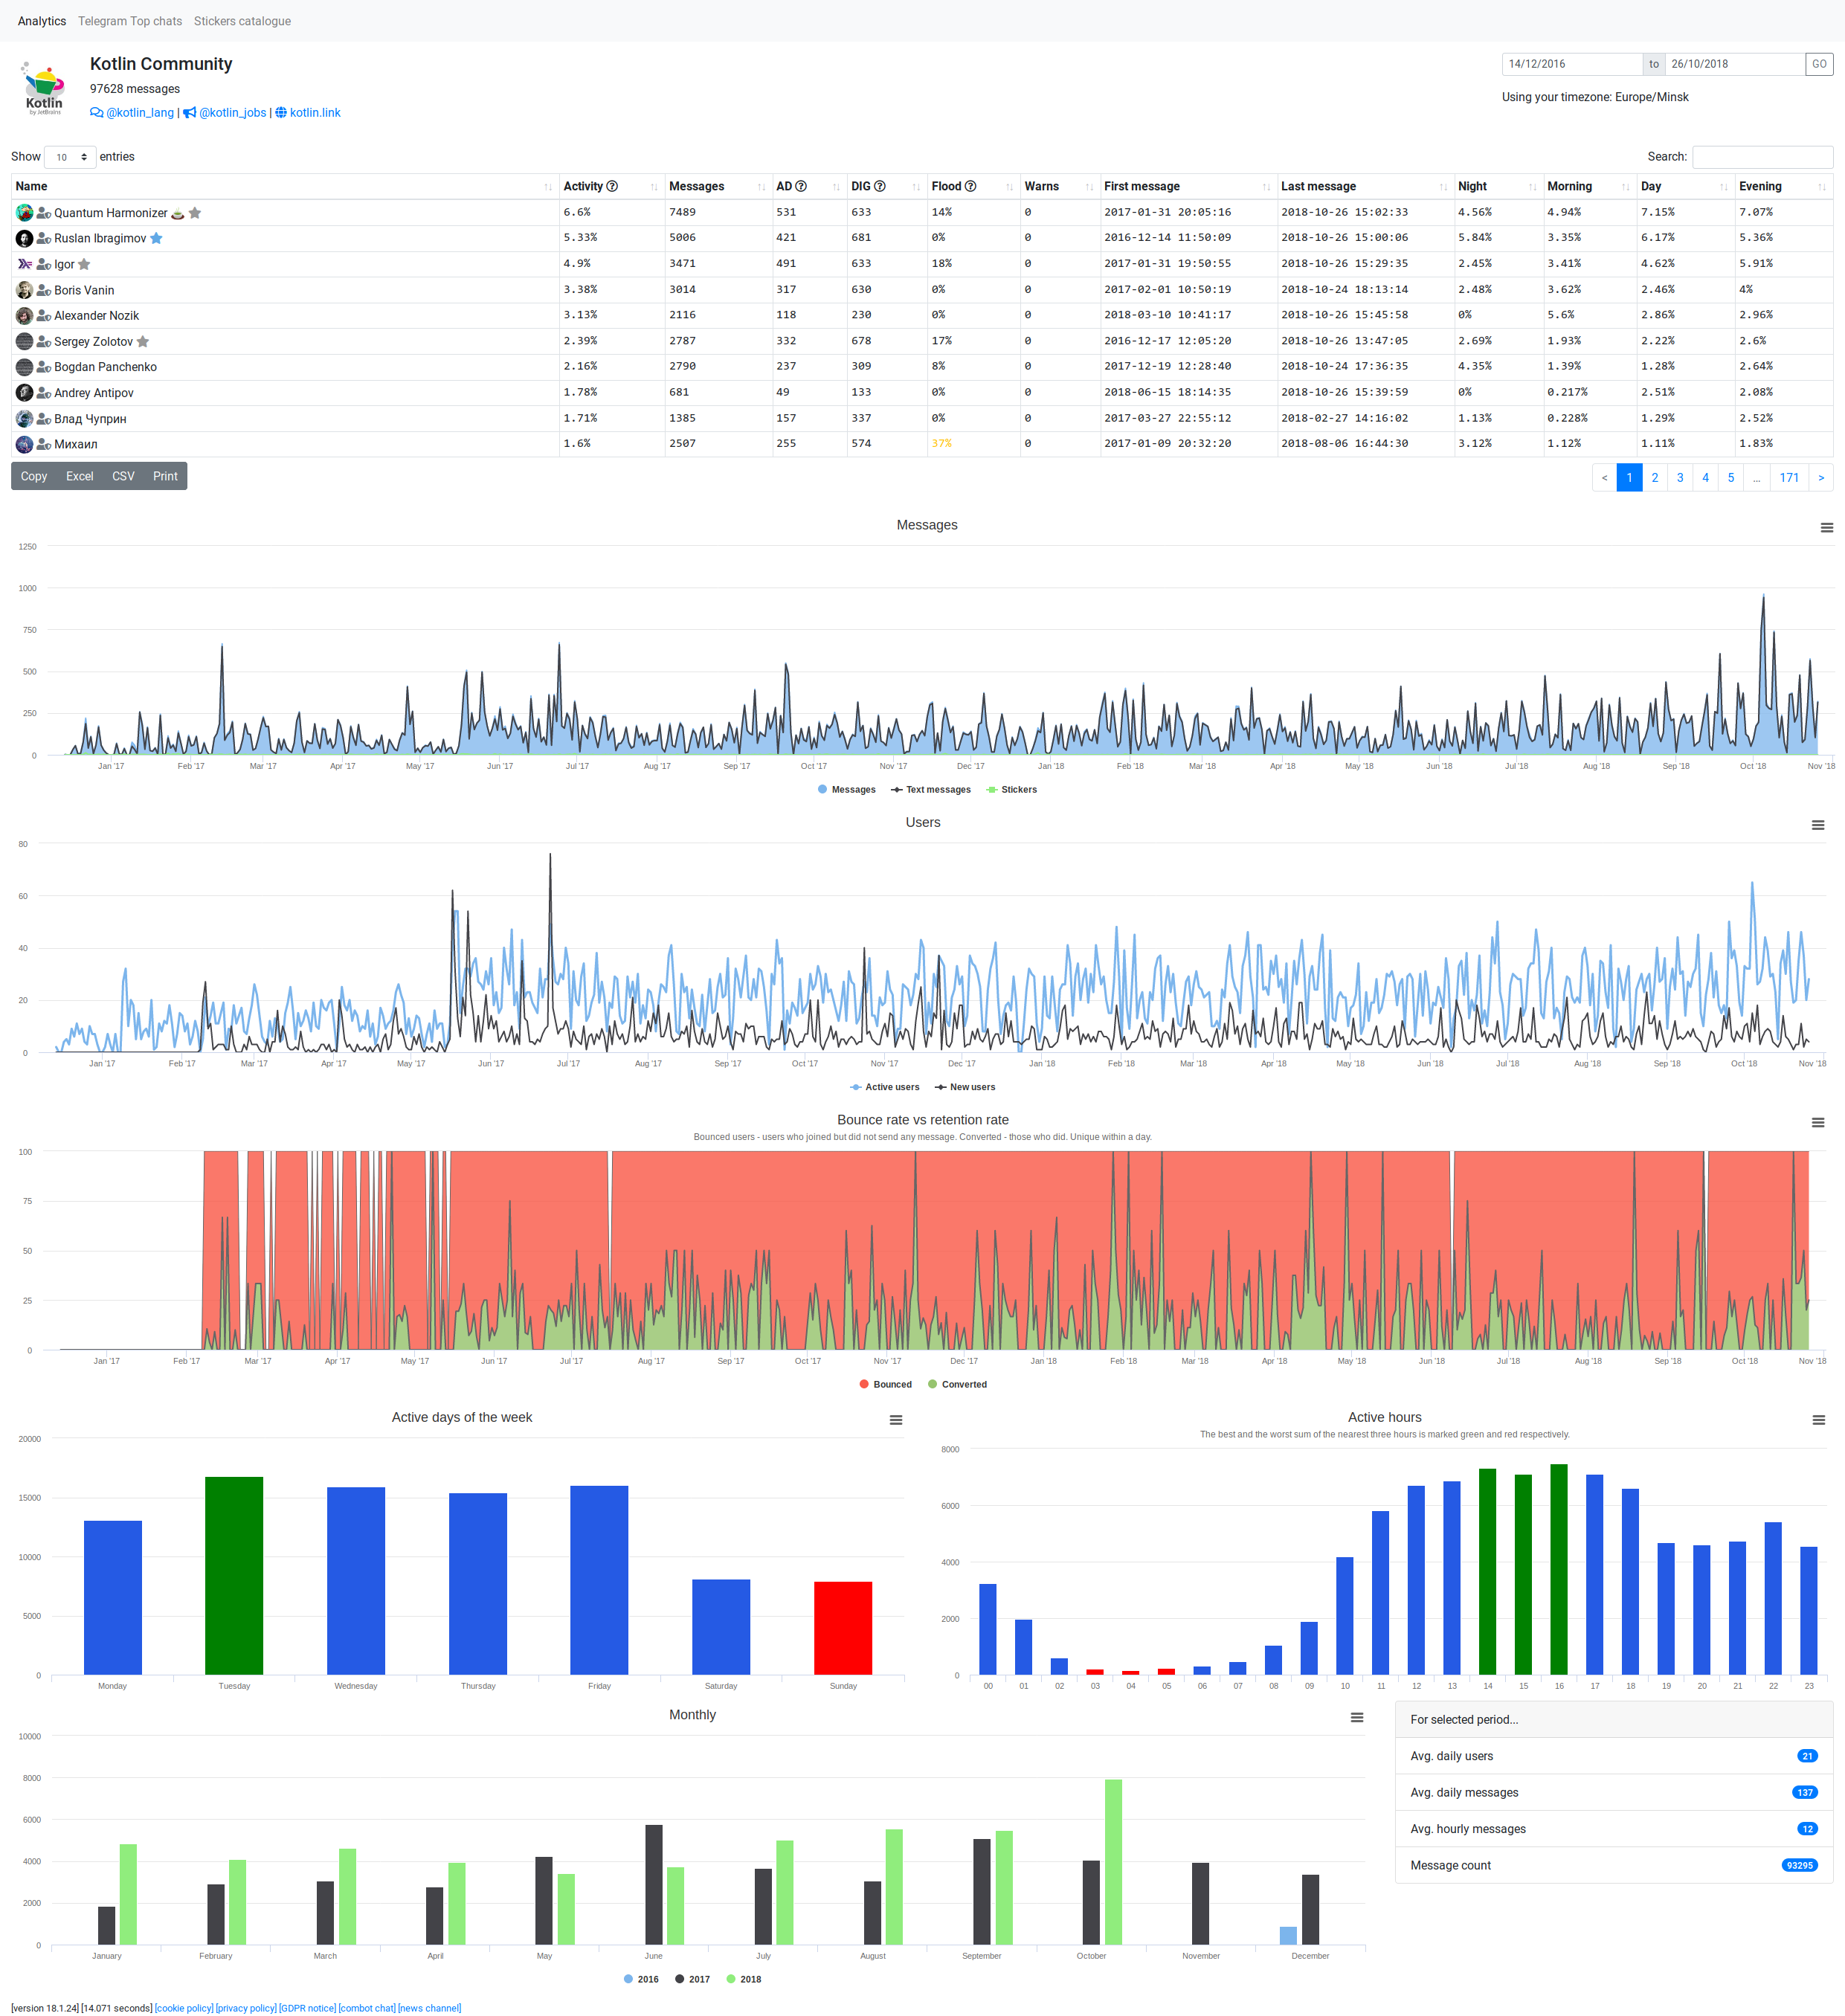 Analytics Telegram Top chats Stickers catalogue
Kotlin by JetBrains
Kotlin Community
97628 messages
@kotlin_lang | @kotlin_jobs | kotlin.link
14/12/2016 to 26/10/2018 GO
Using your timezone: Europe/Minsk
Show 10 entries
Search:
Name Activity Messages AD DIG Flood Warns First message Last message Night Morning Day Evening
Quantum Harmonizer 6.6% 7489 531 633 14% 0 2017-01-31 20:05:16 2018-10-26 15:02:33 4.56% 4.94% 7.15% 7.07%
Ruslan Ibragimov 5.33% 5006 421 681 0% 0 2016-12-14 11:50:09 2018-10-26 15:00:06 5.84% 3.35% 6.17% 5.36%
Igor 4.9% 3471 491 633 18% 0 2017-01-31 19:50:55 2018-10-26 15:29:35 2.45% 3.41% 4.62% 5.91%
Boris Vanin 3.38% 3014 317 630 0% 0 2017-02-01 10:50:19 2018-10-24 18:13:14 2.48% 3.62% 2.46% 4%
Alexander Nozik 3.13% 2116 118 230 0% 0 2018-03-10 10:41:17 2018-10-26 15:45:58 0% 5.6% 2.86% 2.96%
Sergey Zolotov 2.39% 2787 332 678 17% 0 2016-12-17 12:05:20 2018-10-26 13:47:05 2.69% 1.93% 2.22% 2.6%
Bogdan Panchenko 2.16% 2790 237 309 8% 0 2017-12-19 12:28:40 2018-10-24 17:36:35 4.35% 1.39% 1.28% 2.64%
Andrey Antipov 1.78% 681 49 133 0% 0 2018-06-15 18:14:35 2018-10-26 15:39:59 0% 0.217% 2.51% 2.08%
Влад Чуприн 1.71% 1385 157 337 0% 0 2017-03-27 22:55:12 2018-02-27 14:16:02 1.13% 0.228% 1.29% 2.52%
Михаил 1.6% 2507 255 574 37% 0 2017-01-09 20:32:20 2018-08-06 16:44:30 3.12% 1.12% 1.11% 1.83%
Copy Excel CSV Print
< 1 2 3 4 5 … 171 >
Messages
1250
1000
750
500
250
0
Jan '17 Feb '17 Mar '17 Apr '17 May '17 Jun '17 Jul '17 Aug '17 Sep '17 Oct '17 Nov '17 Dec '17 Jan '18 Feb '18 Mar '18 Apr '18 May '18 Jun '18 Jul '18 Aug '18 Sep '18 Oct '18 Nov '18
Messages Text messages Stickers
Users
80
60
40
20
0
Jan '17 Feb '17 Mar '17 Apr '17 May '17 Jun '17 Jul '17 Aug '17 Sep '17 Oct '17 Nov '17 Dec '17 Jan '18 Feb '18 Mar '18 Apr '18 May '18 Jun '18 Jul '18 Aug '18 Sep '18 Oct '18 Nov '18
Active users New users
Bounce rate vs retention rate
Bounced users - users who joined but did not send any message. Converted - those who did. Unique within a day.
100
75
50
25
0
Jan '17 Feb '17 Mar '17 Apr '17 May '17 Jun '17 Jul '17 Aug '17 Sep '17 Oct '17 Nov '17 Dec '17 Jan '18 Feb '18 Mar '18 Apr '18 May '18 Jun '18 Jul '18 Aug '18 Sep '18 Oct '18 Nov '18
Bounced Converted
Active days of the week
20000
15000
10000
5000
0
Monday Tuesday Wednesday Thursday Friday Saturday Sunday
Active hours
The best and the worst sum of the nearest three hours is marked green and red respectively.
8000
6000
4000
2000
0
00 01 02 03 04 05 06 07 08 09 10 11 12 13 14 15 16 17 18 19 20 21 22 23
Monthly
10000
8000
6000
4000
2000
0
January February March April May June July August September October November December
2016 2017 2018
For selected period...
Avg. daily users 21
Avg. daily messages 137
Avg. hourly messages 12
Message count 93295
[version 18.1.24] [14.071 seconds] [cookie policy] [privacy policy] [GDPR notice] [combot chat] [news channel]